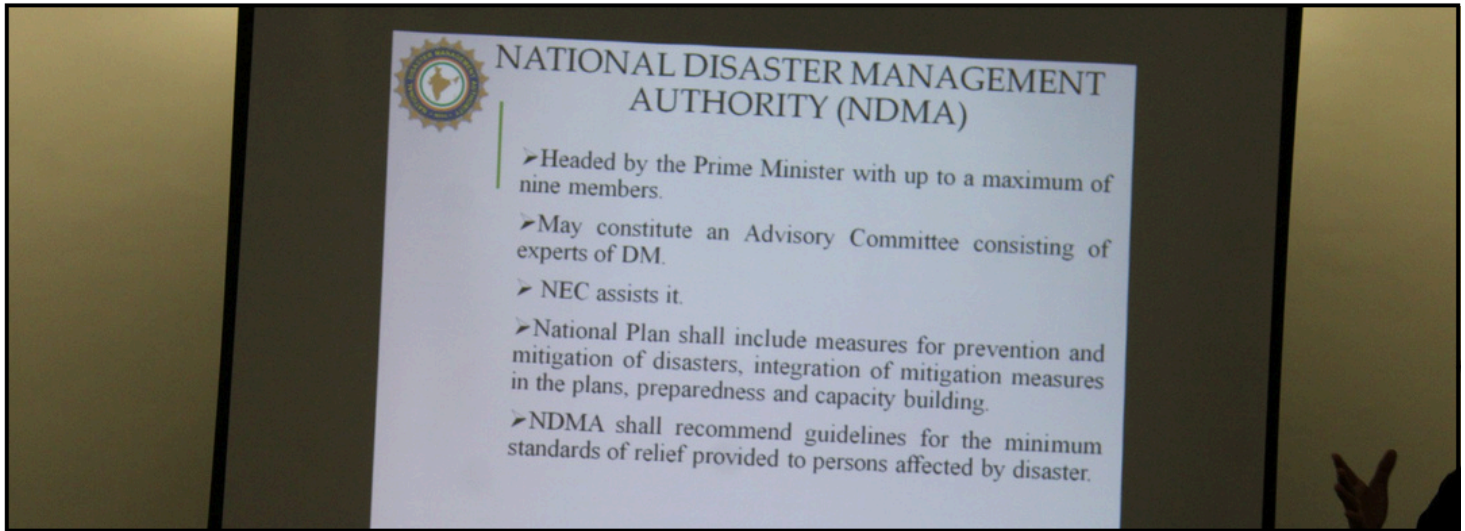 NATIONAL DISASTER MANAGEMENT
AUTHORITY (NDMA)
➢Headed by the Prime Minister with up to a maximum of
nine members.
➢May constitute an Advisory Committee consisting of
experts of DM.
➢ NEC assists it.
➢National Plan shall include measures for prevention and
mitigation of disasters, integration of mitigation measures
in the plans, preparedness and capacity building.
➢NDMA shall recommend guidelines for the minimum
standards of relief provided to persons affected by disaster.